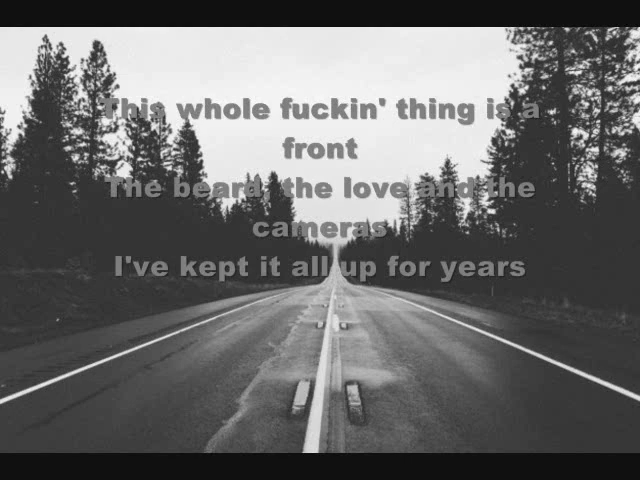 This whole fuckin' thing is a
front
The beard, the love and the
cameras
I've kept it all up for years